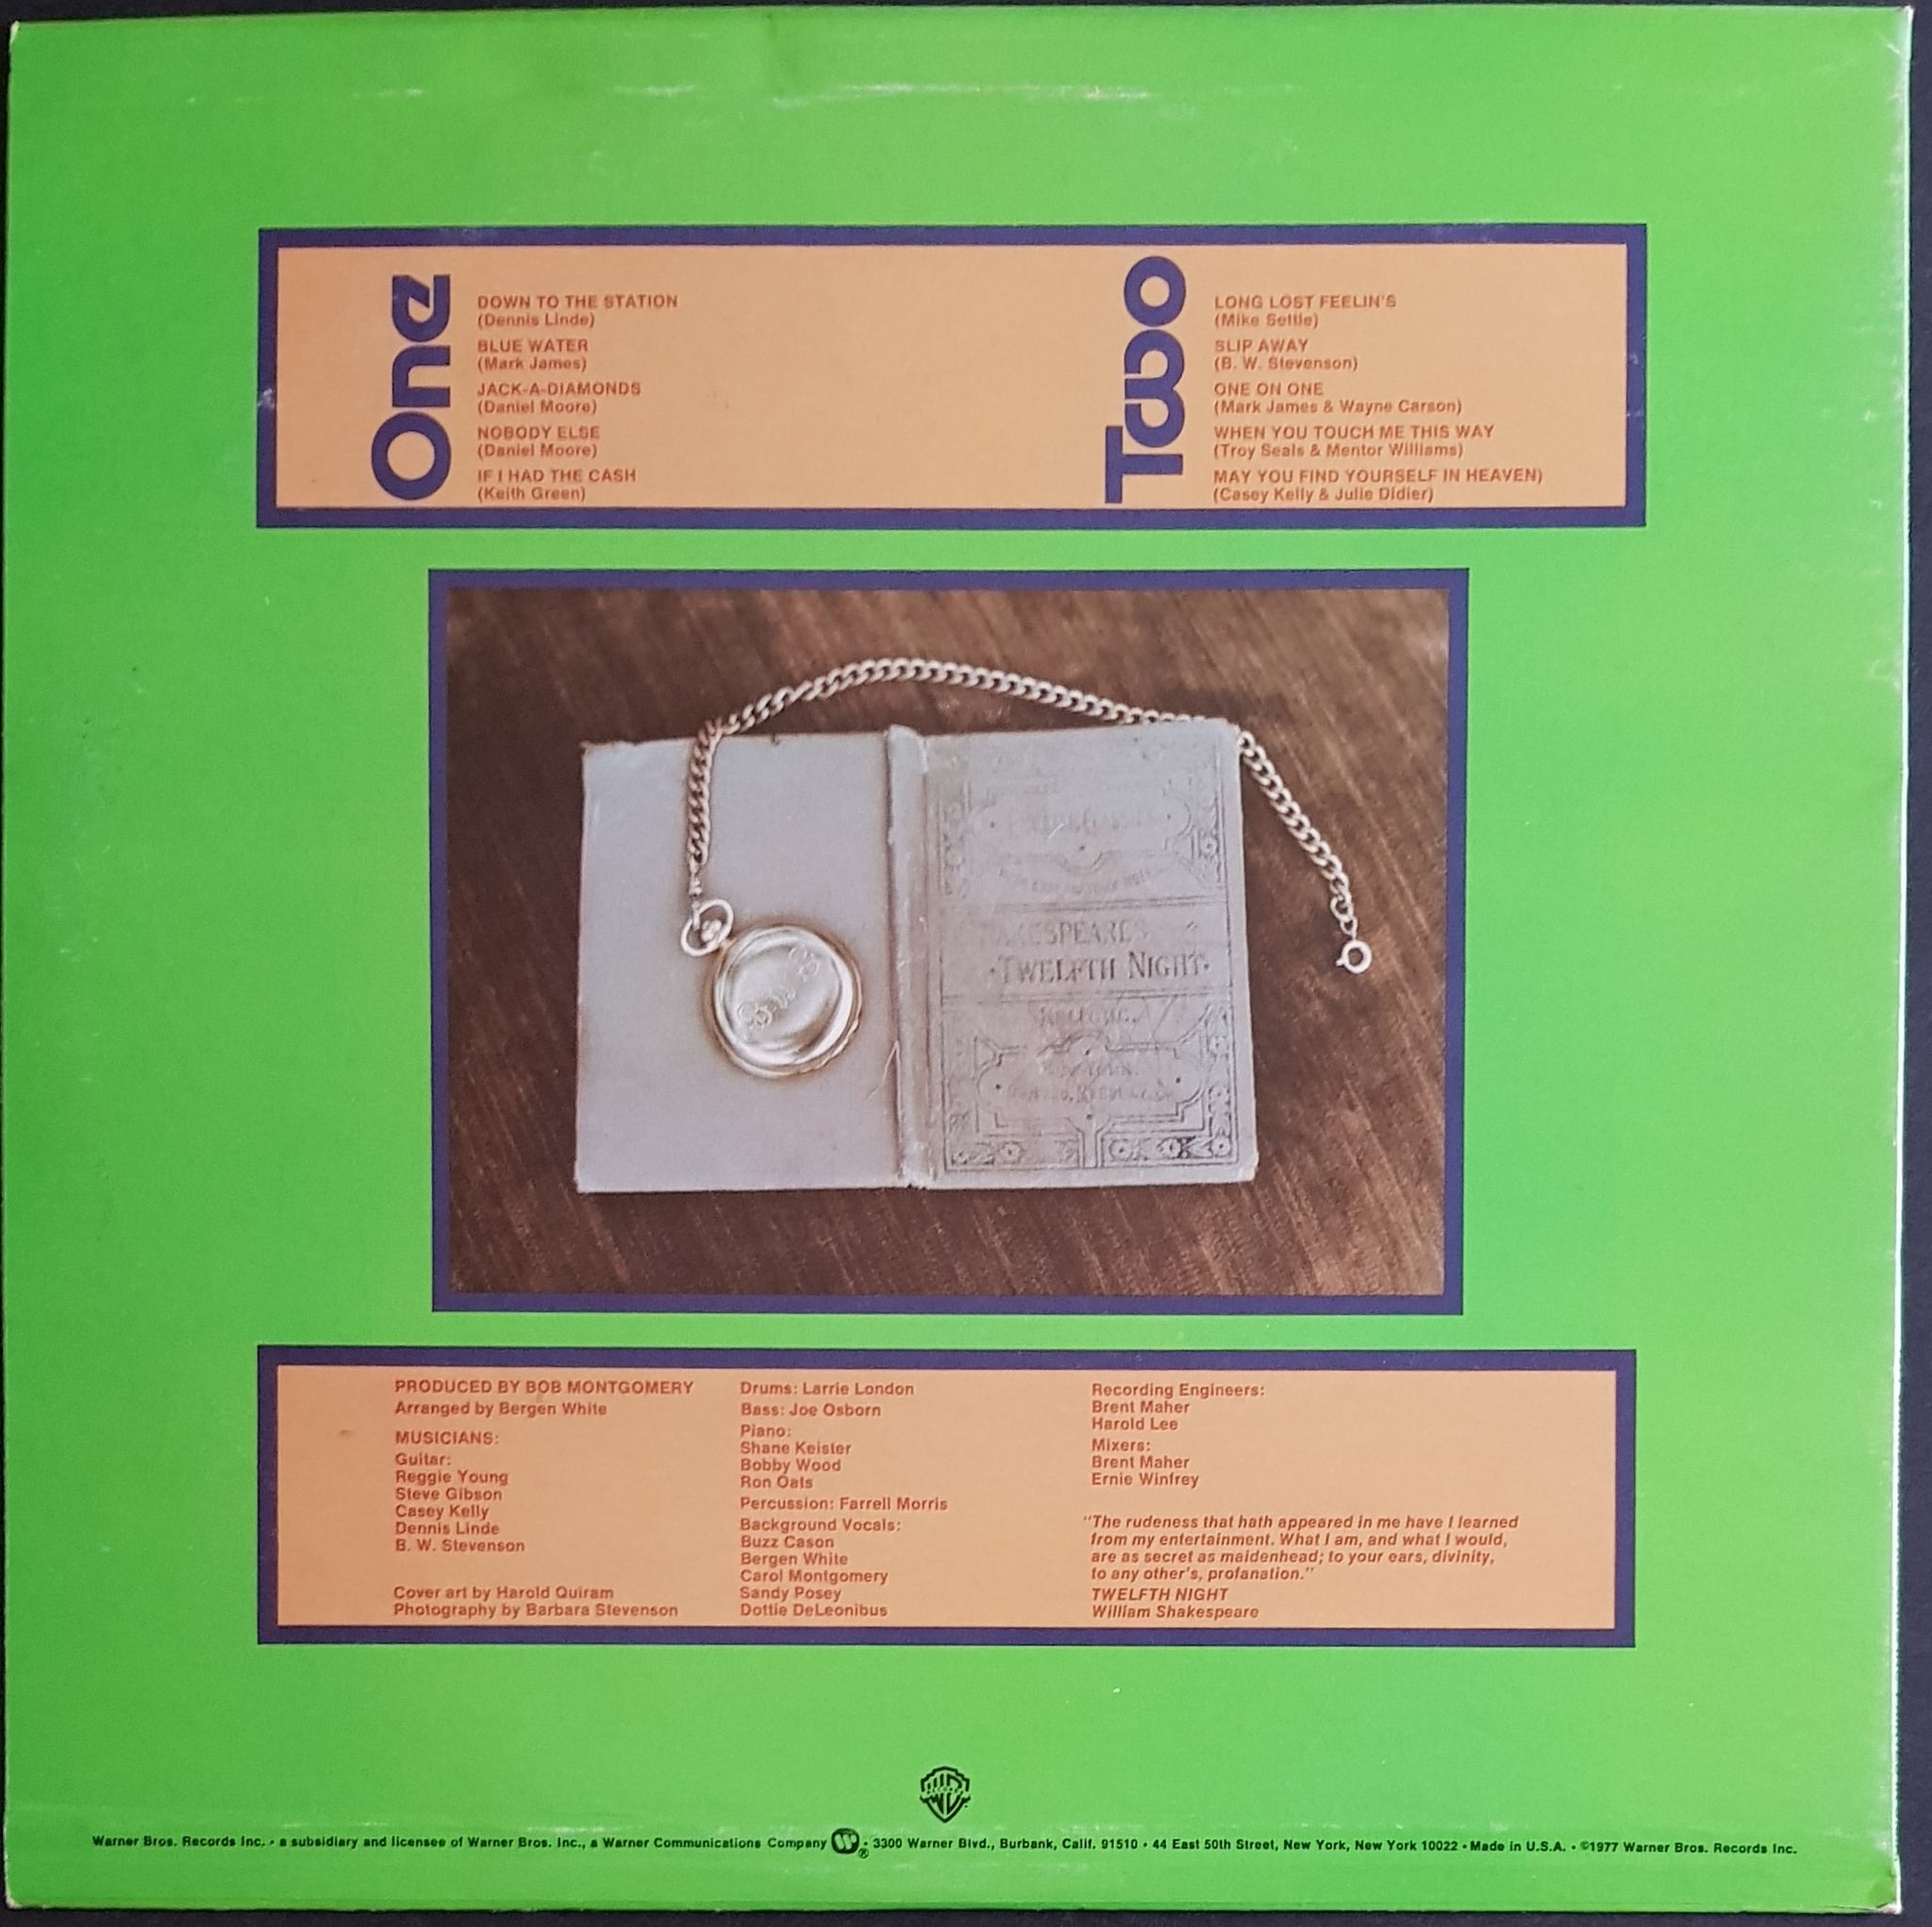 One
DOWN TO THE STATION
(Dennis Linde)
BLUE WATER
(Mark James)
JACK-A-DIAMONDS
(Daniel Moore)
NOBODY ELSE
(Daniel Moore)
IF I HAD THE CASH
(Keith Green)
Two
LONG LOST FEELIN'S
(Mike Settle)
SLIP AWAY
(B. W. Stevenson)
ONE ON ONE
(Mark James & Wayne Carson)
WHEN YOU TOUCH ME THIS WAY
(Troy Seals & Mentor Williams)
MAY YOU FIND YOURSELF IN HEAVEN)
(Casey Kelly & Julie Didier)
TWELFTH NIGHT
PRODUCED BY BOB MONTGOMERY
Arranged by Bergen White
MUSICIANS:
Guitar:
Reggie Young
Steve Gibson
Casey Kelly
Dennis Linde
B. W. Stevenson
Cover art by Harold Quiram
Photography by Barbara Stevenson
Drums: Larrie London
Bass: Joe Osborn
Piano:
Shane Keister
Bobby Wood
Ron Oats
Percussion: Farrell Morris
Background Vocals:
Buzz Cason
Bergen White
Carol Montgomery
Sandy Posey
Dottie DeLeonibus
Recording Engineers:
Brent Maher
Harold Lee
Mixers:
Brent Maher
Ernie Winfrey
"The rudeness that hath appeared in me have I learned
from my entertainment. What I am, and what I would,
are as secret as maidenhead; to your ears, divinity,
to any other's, profanation."
TWELFTH NIGHT
William Shakespeare
Warner Bros. Records Inc. • a subsidiary and licensee of Warner Bros. Inc., a Warner Communications Company ® • 3300 Warner Blvd., Burbank, Calif. 91510 • 44 East 50th Street, New York, New York 10022 • Made in U.S.A. • ©1977 Warner Bros. Records Inc.